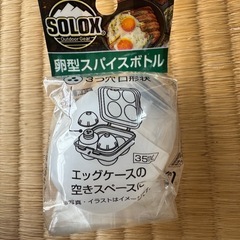 SOLOX
Outdoor Gear
卵型スパイスボトル
3つ穴口形状
35ml
エッグケースの
空きスペースに
※写真・イラストはイメージ